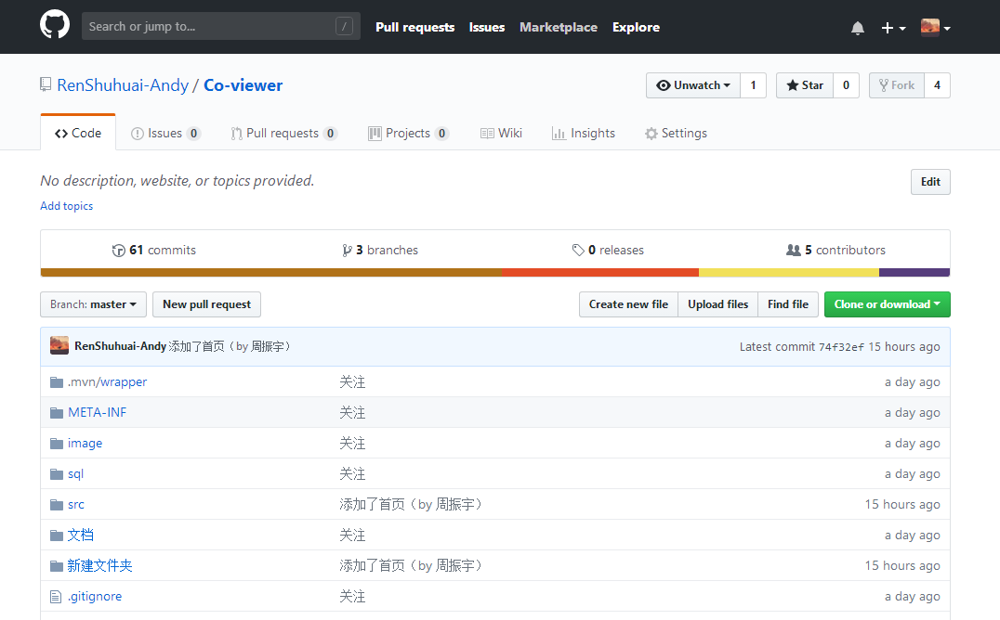 Search or jump to... / Pull requests Issues Marketplace Explore
RenShuhuai-Andy / Co-viewer Unwatch 1 Star 0 Fork 4
Code Issues 0 Pull requests 0 Projects 0 Wiki Insights Settings
No description, website, or topics provided. Edit
Add topics
61 commits 3 branches 0 releases 5 contributors
Branch: master New pull request Create new file Upload files Find file Clone or download
RenShuhuai-Andy 添加了首页（by 周振宇） Latest commit 74f32ef 15 hours ago
.mvn/wrapper 关注 a day ago
META-INF 关注 a day ago
image 关注 a day ago
sql 关注 a day ago
src 添加了首页（by 周振宇） 15 hours ago
文档 关注 a day ago
新建文件夹 添加了首页（by 周振宇） 15 hours ago
.gitignore 关注 a day ago